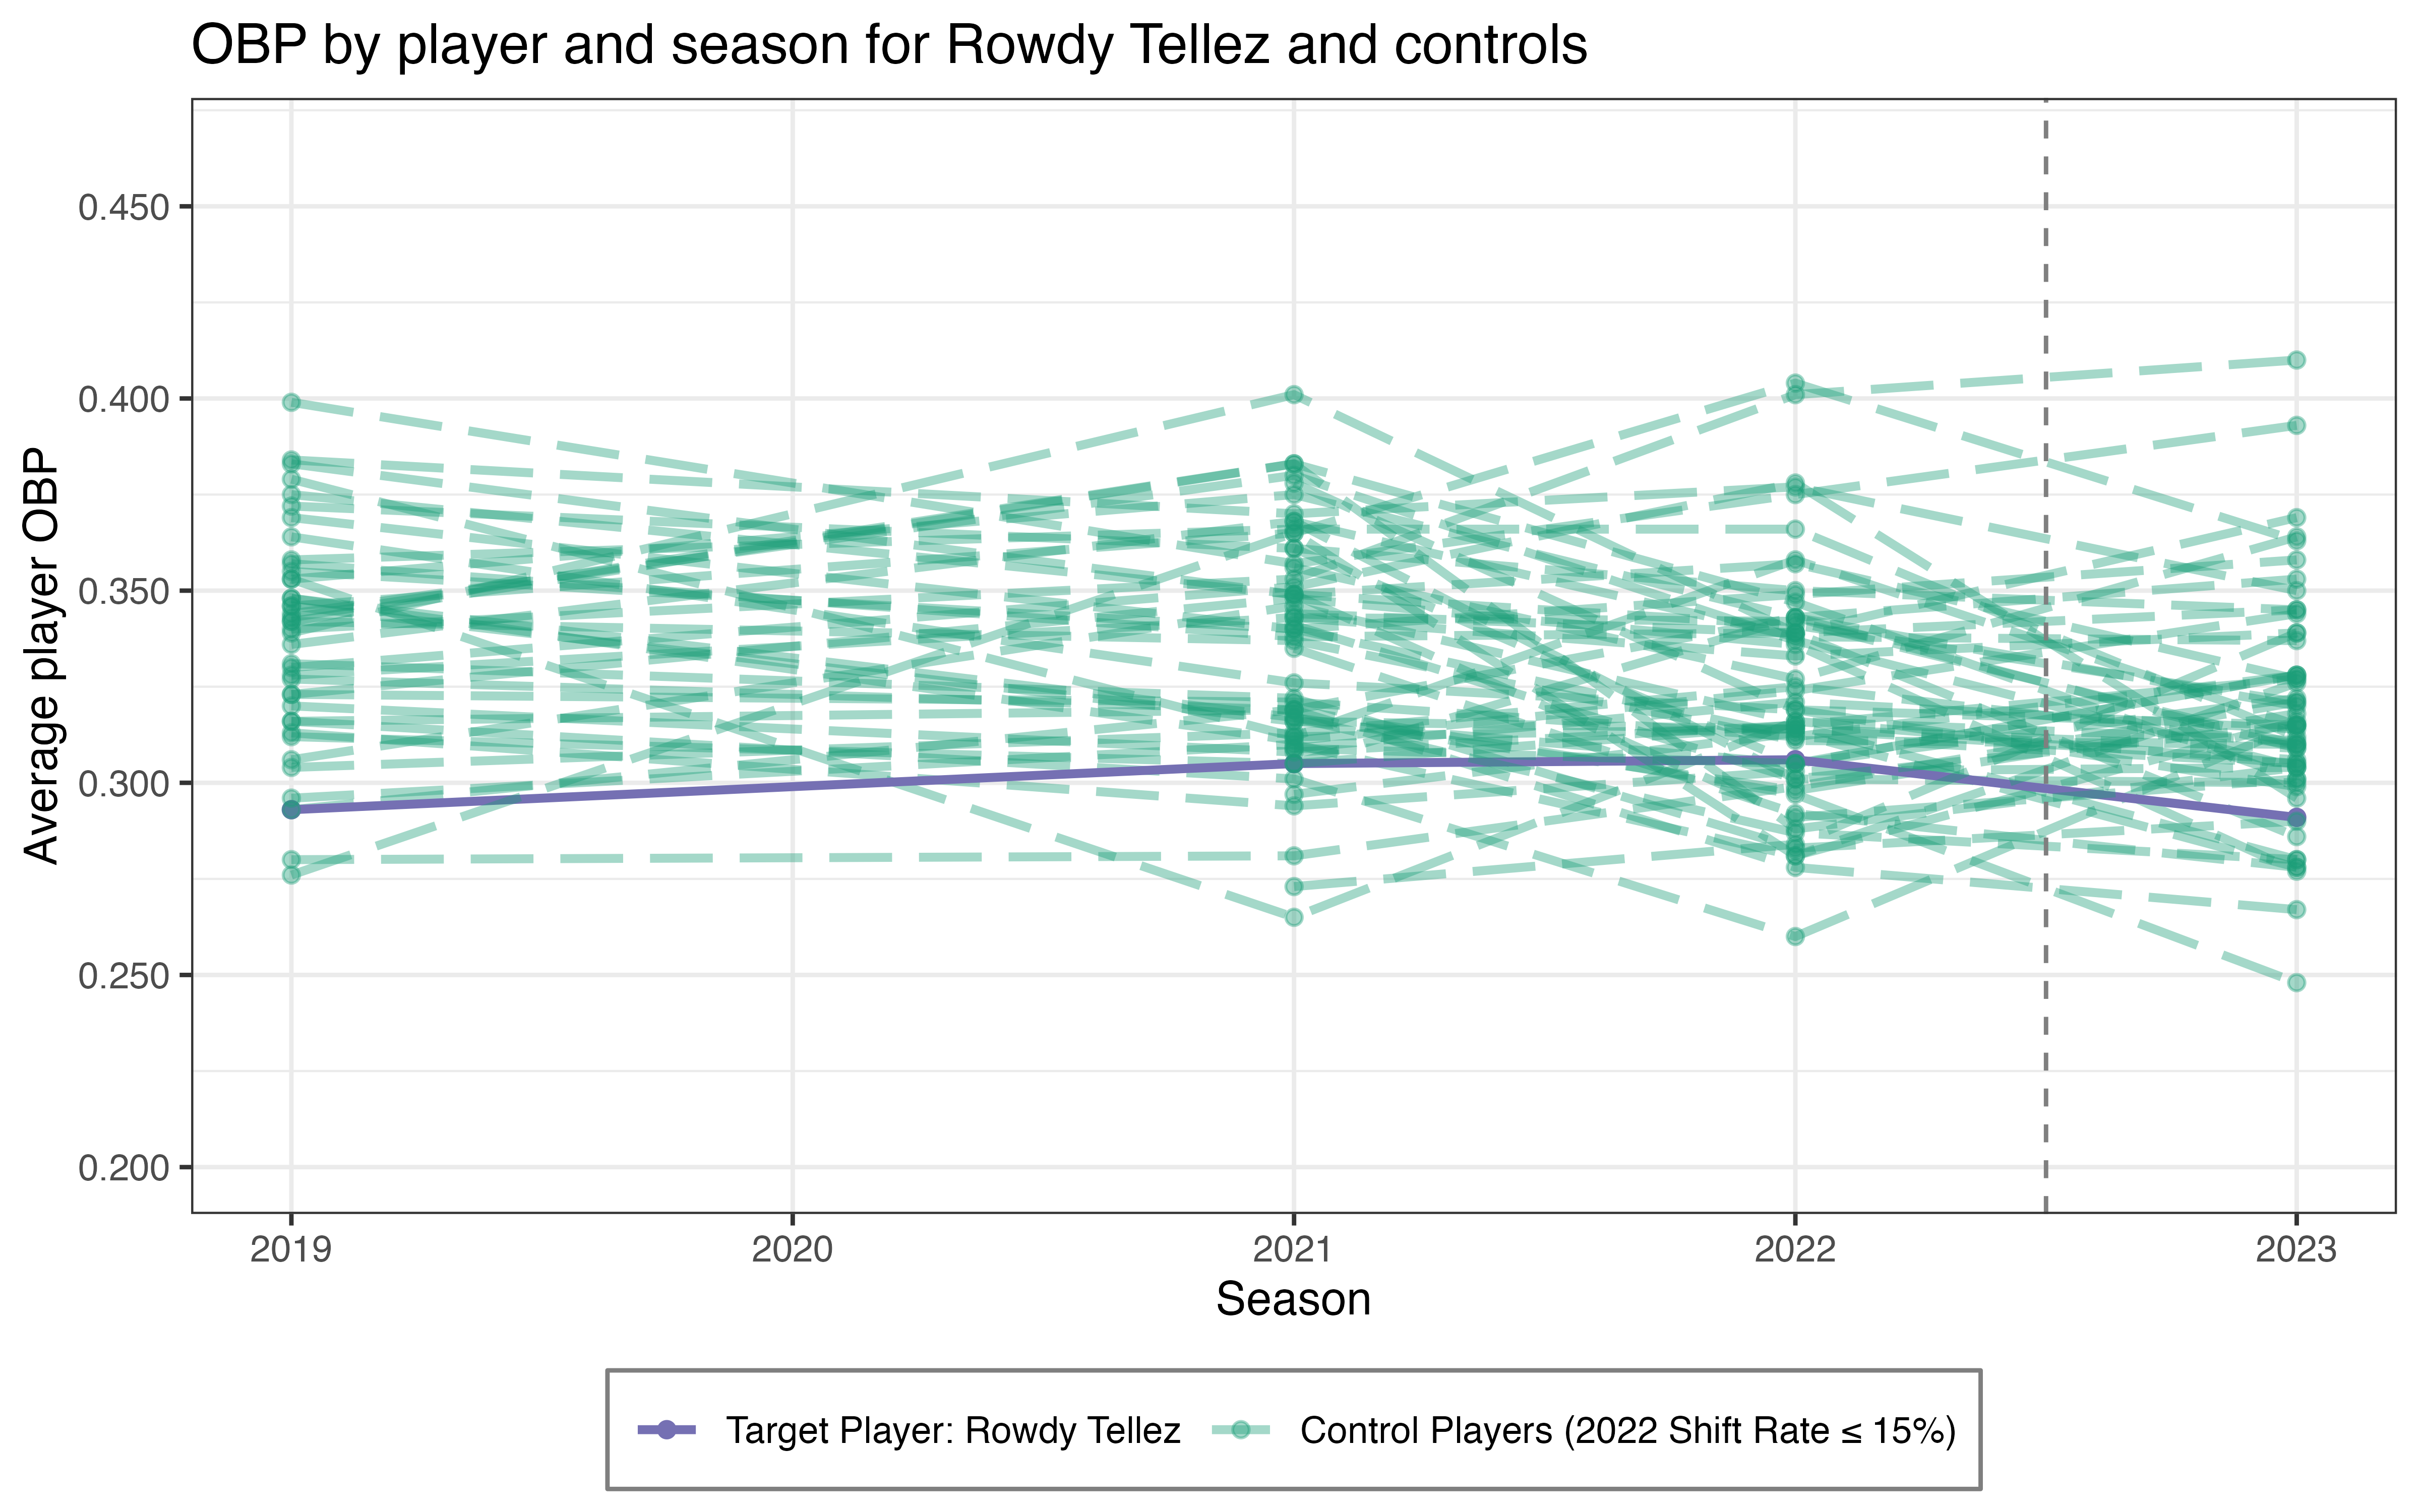 OBP by player and season for Rowdy Tellez and controls
Average player OBP
0.450
0.400
0.350
0.300
0.250
0.200
2019 2020 2021 2022 2023
Season
Target Player: Rowdy Tellez Control Players (2022 Shift Rate ≤ 15%)